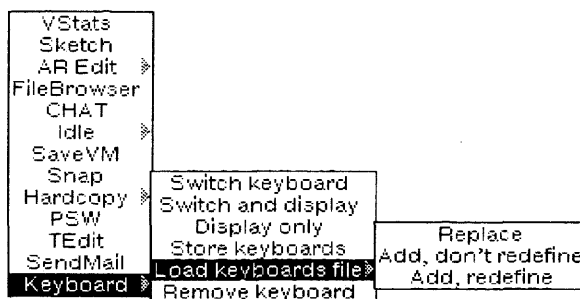 VStats
Sketch
AR Edit
FileBrowser
CHAT
Idle
SaveVM
Snap
Hardcopy
PSW
TEdit
SendMail
Keyboard
Switch keyboard
Switch and display
Display only
Store keyboards
Load keyboards file
Remove keyboard
Replace
Add, don't redefine
Add, redefine